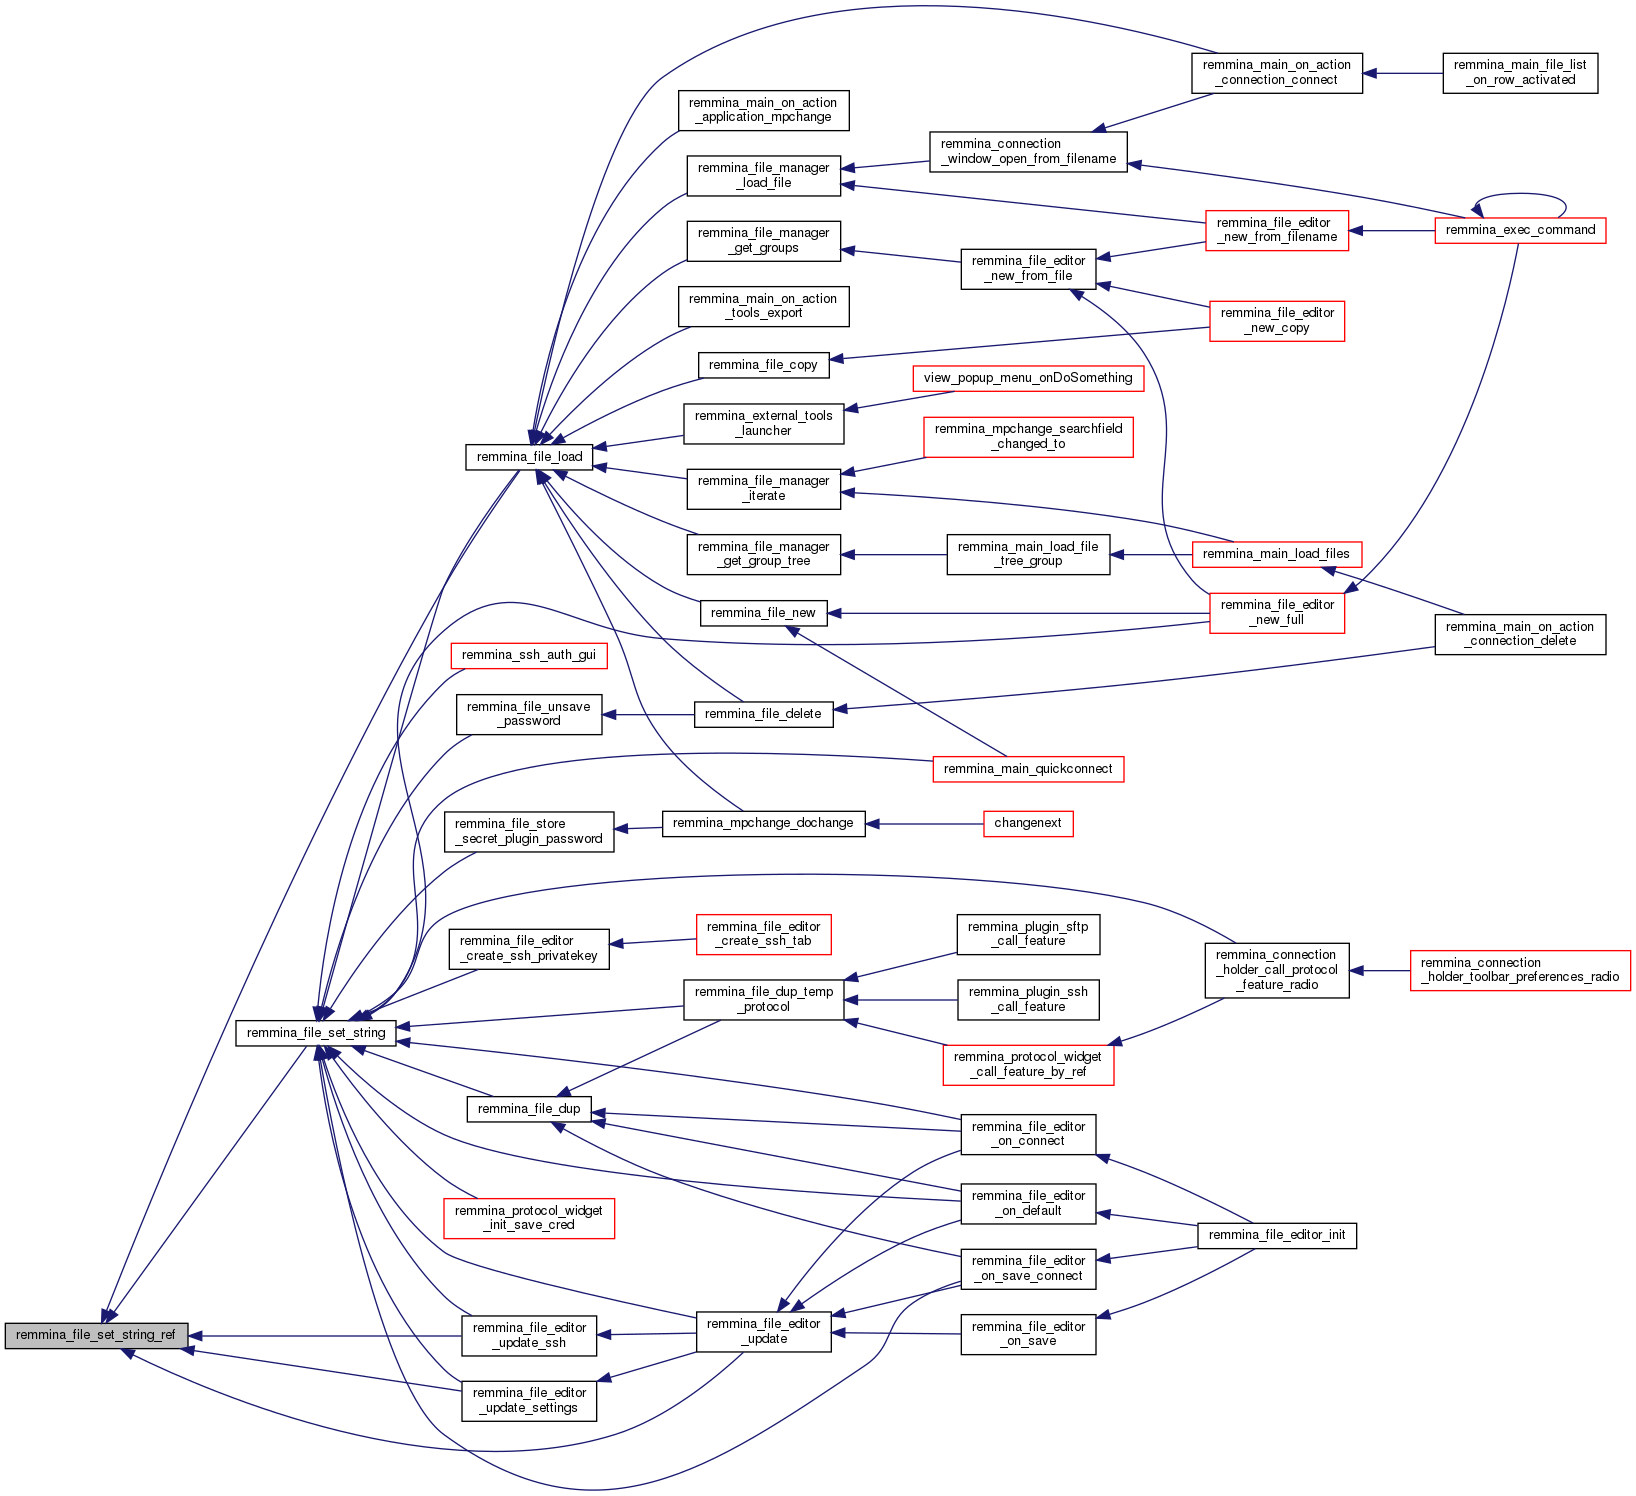 remmina_main_on_action
_connection_connect
remmina_main_file_list
_on_row_activated
remmina_main_on_action
_application_mpchange
remmina_connection
_window_open_from_filename
remmina_file_manager
_load_file
remmina_file_editor
_new_from_filename
remmina_exec_command
remmina_file_manager
_get_groups
remmina_file_editor
_new_from_file
remmina_main_on_action
_tools_export
remmina_file_editor
_new_copy
remmina_file_copy
view_popup_menu_onDoSomething
remmina_external_tools
_launcher
remmina_mpchange_searchfield
_changed_to
remmina_file_load
remmina_file_manager
_iterate
remmina_file_manager
_get_group_tree
remmina_main_load_file
_tree_group
remmina_main_load_files
remmina_file_new
remmina_file_editor
_new_full
remmina_main_on_action
_connection_delete
remmina_ssh_auth_gui
remmina_file_unsave
_password
remmina_file_delete
remmina_main_quickconnect
remmina_file_store
_secret_plugin_password
remmina_mpchange_dochange
changenext
remmina_file_editor
_create_ssh_privatekey
remmina_file_editor
_create_ssh_tab
remmina_plugin_sftp
_call_feature
remmina_connection
_holder_call_protocol
_feature_radio
remmina_connection
_holder_toolbar_preferences_radio
remmina_file_dup_temp
_protocol
remmina_plugin_ssh
_call_feature
remmina_file_set_string
remmina_protocol_widget
_call_feature_by_ref
remmina_file_dup
remmina_file_editor
_on_connect
remmina_protocol_widget
_init_save_cred
remmina_file_editor
_on_default
remmina_file_editor_init
remmina_file_editor
_on_save_connect
remmina_file_set_string_ref
remmina_file_editor
_update_ssh
remmina_file_editor
_update
remmina_file_editor
_on_save
remmina_file_editor
_update_settings